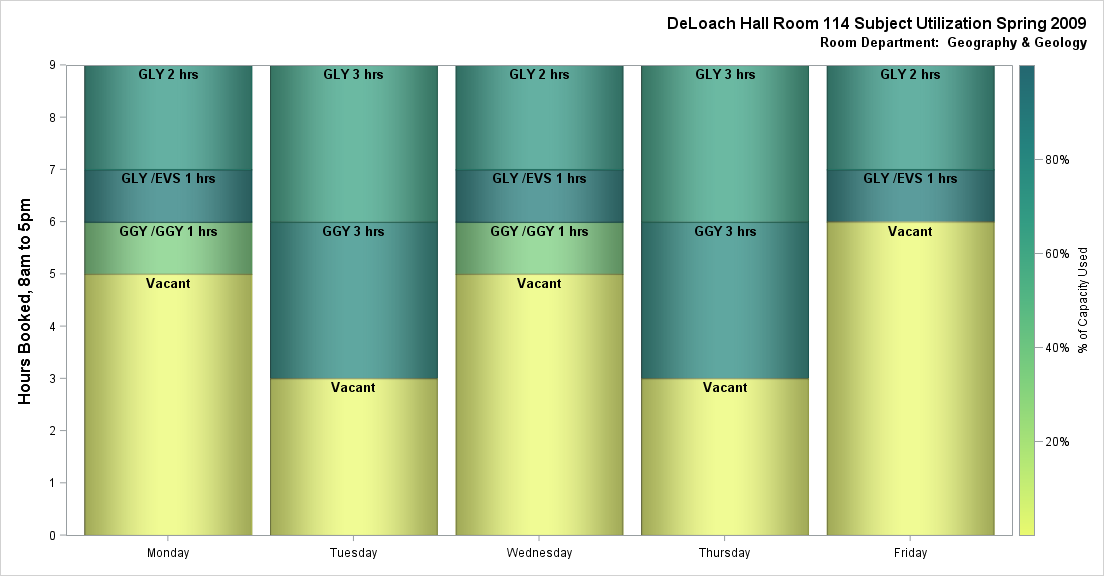 DeLoach Hall Room 114 Subject Utilization Spring 2009
Room Department:  Geography & Geology
Hours Booked, 8am to 5pm
9
8
7
6
5
4
3
2
1
0
GLY 2 hrs
GLY /EVS 1 hrs
GGY /GGY 1 hrs
Vacant
GLY 3 hrs
GGY 3 hrs
Vacant
GLY 2 hrs
GLY /EVS 1 hrs
GGY /GGY 1 hrs
Vacant
GLY 3 hrs
GGY 3 hrs
Vacant
GLY 2 hrs
GLY /EVS 1 hrs
Vacant
Monday
Tuesday
Wednesday
Thursday
Friday
80%
60%
40%
20%
% of Capacity Used